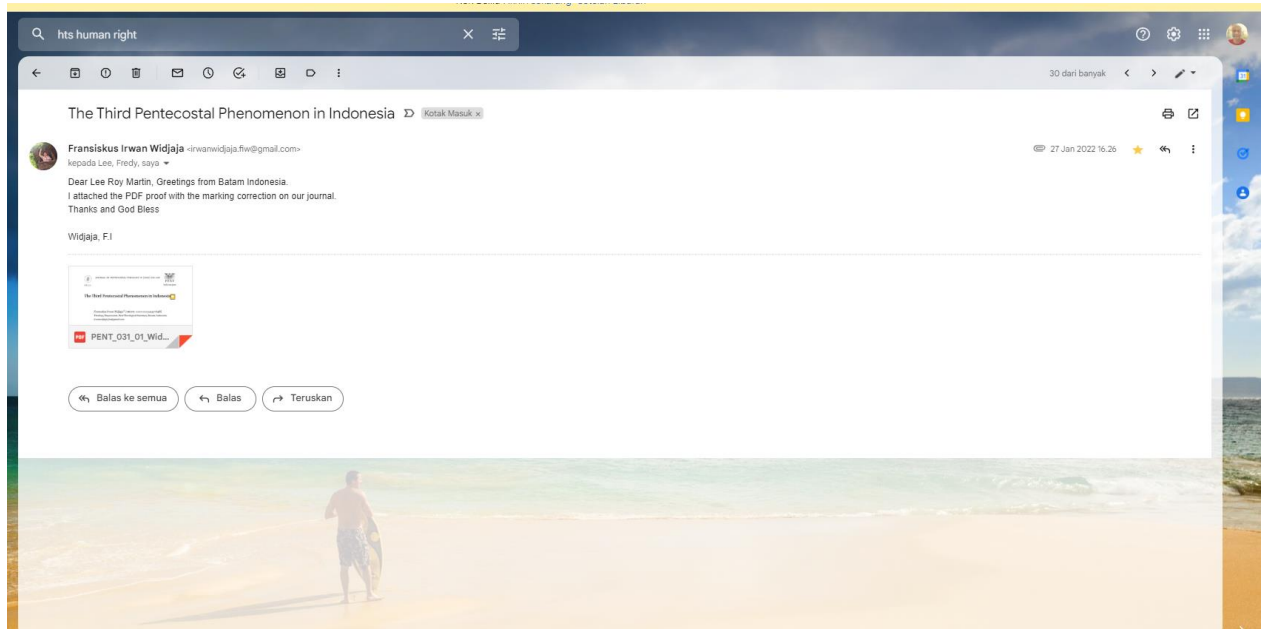 hts human right
30 dari banyak
The Third Pentecostal Phenomenon in Indonesia
Kotak Masuk x
Fransiskus Irwan Widjaja <irwanwidjaja.fiw@gmail.com>
27 Jan 2022 16.26
kepada Lee, Fredy, saya
Dear Lee Roy Martin, Greetings from Batam Indonesia.
I attached the PDF proof with the marking correction on our journal.
Thanks and God Bless
Widjaja, F.I
The Third Pentecostal Phenomenon in Indonesia
PDF
PENT_031_01_Wid...
Balas ke semua
Balas
Teruskan